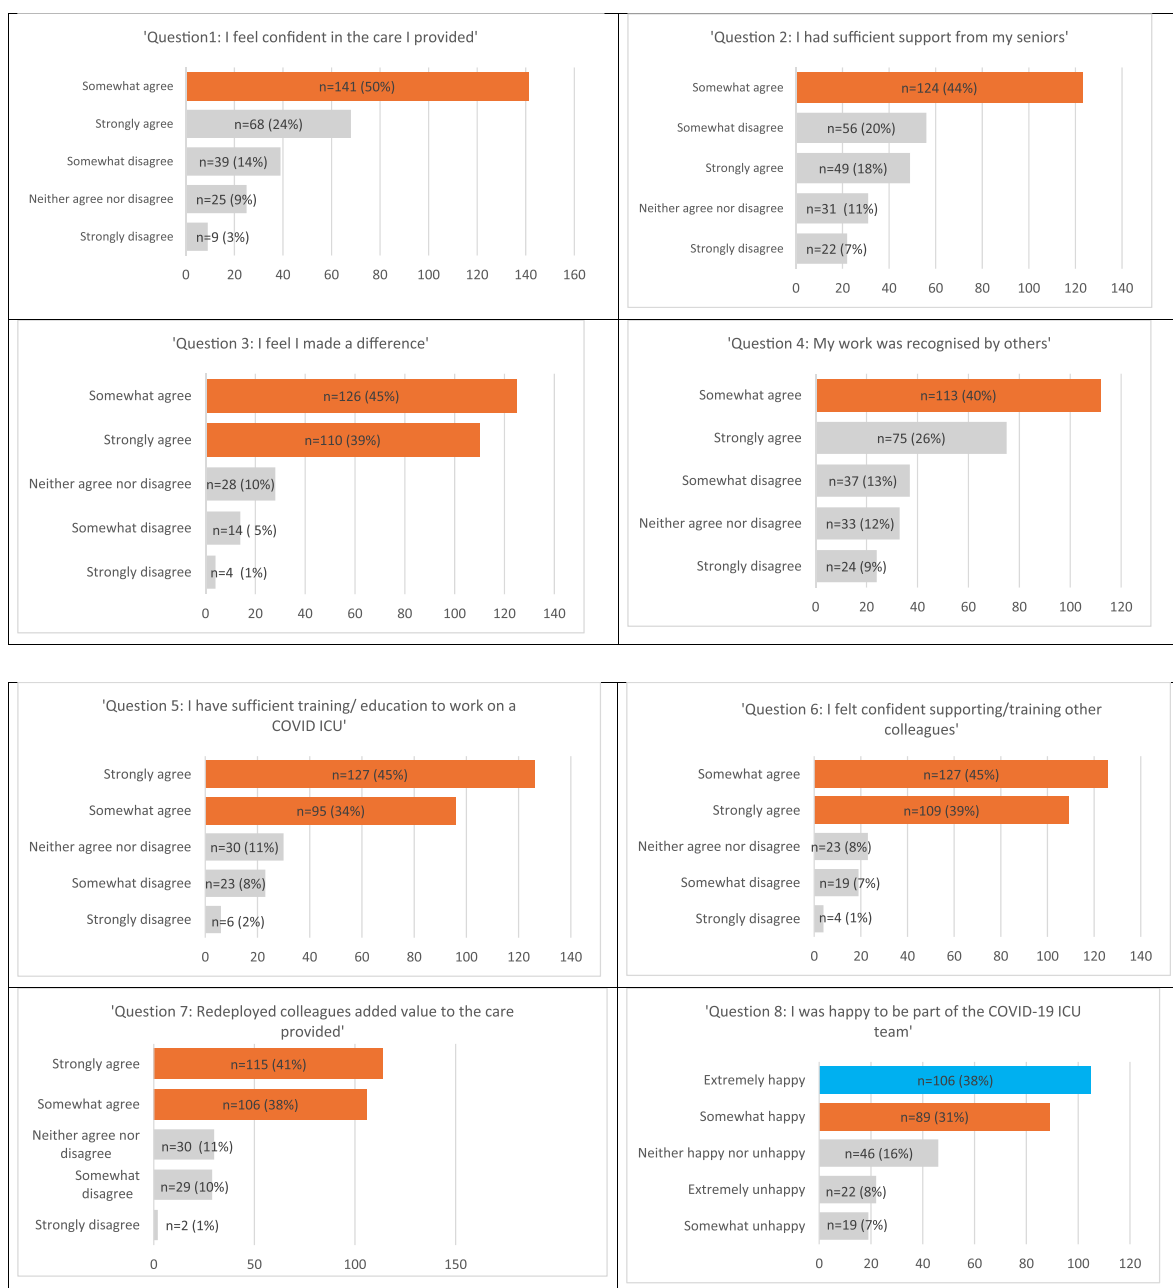 'Question1: I feel confident in the care I provided'
Somewhat agree n=141 (50%)
Strongly agree n=68 (24%)
Somewhat disagree n=39 (14%)
Neither agree nor disagree n=25 (9%)
Strongly disagree n=9 (3%)
0 20 40 60 80 100 120 140 160
'Question 2: I had sufficient support from my seniors'
Somewhat agree n=124 (44%)
Somewhat disagree n=56 (20%)
Strongly agree n=49 (18%)
Neither agree nor disagree n=31 (11%)
Strongly disagree n=22 (7%)
0 20 40 60 80 100 120 140
'Question 3: I feel I made a difference'
Somewhat agree n=126 (45%)
Strongly agree n=110 (39%)
Neither agree nor disagree n=28 (10%)
Somewhat disagree n=14 ( 5%)
Strongly disagree n=4 (1%)
0 20 40 60 80 100 120 140
'Question 4: My work was recognised by others'
Somewhat agree n=113 (40%)
Strongly agree n=75 (26%)
Somewhat disagree n=37 (13%)
Neither agree nor disagree n=33 (12%)
Strongly disagree n=24 (9%)
0 20 40 60 80 100 120
'Question 5: I have sufficient training/ education to work on a
COVID ICU'
Strongly agree n=127 (45%)
Somewhat agree n=95 (34%)
Neither agree nor disagree n=30 (11%)
Somewhat disagree n=23 (8%)
Strongly disagree n=6 (2%)
0 20 40 60 80 100 120 140
'Question 6: I felt confident supporting/training other
colleagues'
Somewhat agree n=127 (45%)
Strongly agree n=109 (39%)
Neither agree nor disagree n=23 (8%)
Somewhat disagree n=19 (7%)
Strongly disagree n=4 (1%)
0 20 40 60 80 100 120 140
'Question 7: Redeployed colleagues added value to the care
provided'
Strongly agree n=115 (41%)
Somewhat agree n=106 (38%)
Neither agree nor
disagree n=30 (11%)
Somewhat
disagree n=29 (10%)
Strongly disagree n=2 (1%)
0 50 100 150
'Question 8: I was happy to be part of the COVID-19 ICU
team'
Extremely happy n=106 (38%)
Somewhat happy n=89 (31%)
Neither happy nor unhappy n=46 (16%)
Extremely unhappy n=22 (8%)
Somewhat unhappy n=19 (7%)
0 20 40 60 80 100 120